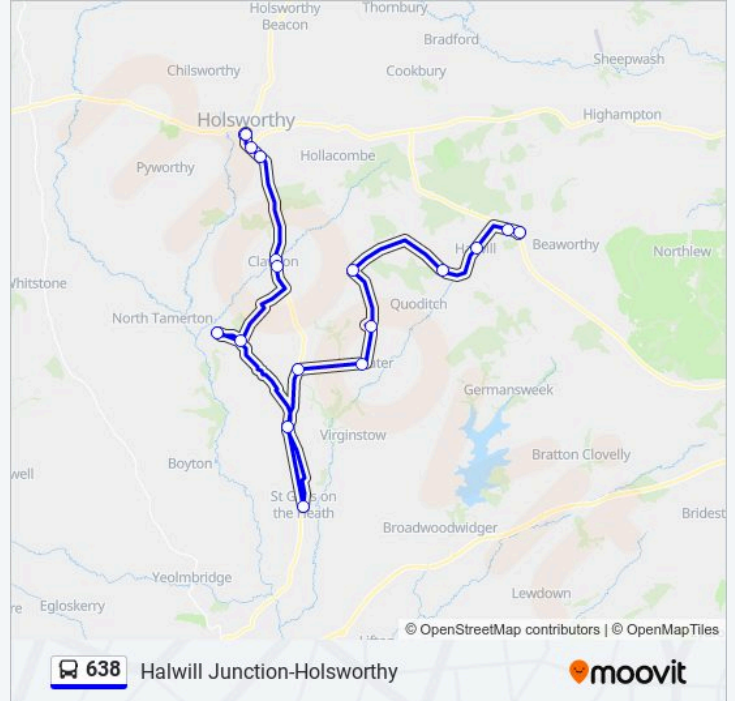 Holsworthy
Beacon
Thornbury
Bradford
Sheepwash
Chilsworthy
Cookbury
Holsworthy
Highampton
Hollacombe
Pyworthy
Beaworthy
Northlew
Whitstone
Quoditch
North Tamerton
Germansweek
Virginstow
Bratton Clovelly
Boyton
well
St G on
the Heath
Bridest
Broadwoodwidger
Yeolmbridge
Lewdown
re
Egloskerry
© OpenStreetMap contributors | © OpenMapTiles
638
Halwill Junction-Holsworthy
moovit